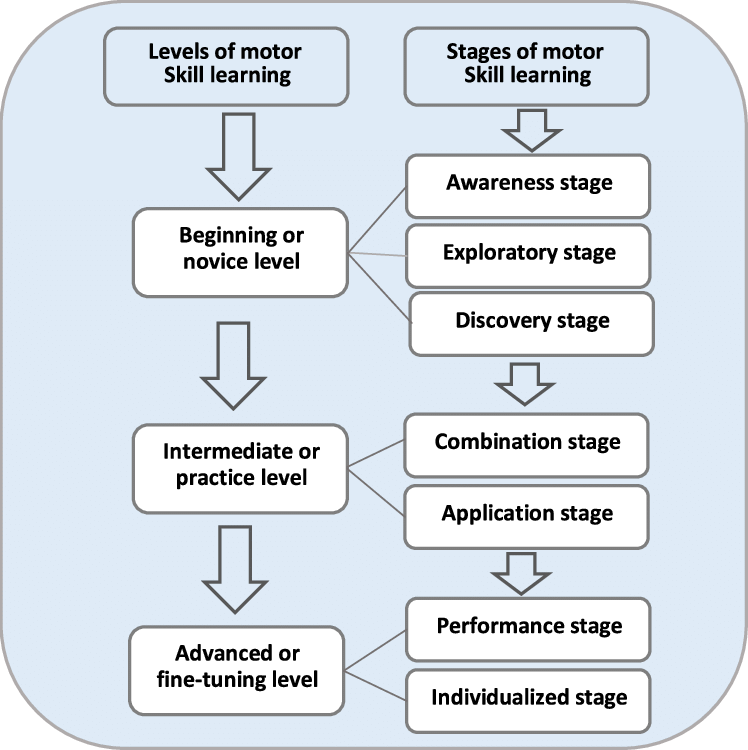 Levels of motor
Skill learning
Stages of motor
Skill learning
Beginning or
novice level
Awareness stage
Exploratory stage
Discovery stage
Intermediate or
practice level
Combination stage
Application stage
Advanced or
fine-tuning level
Performance stage
Individualized stage